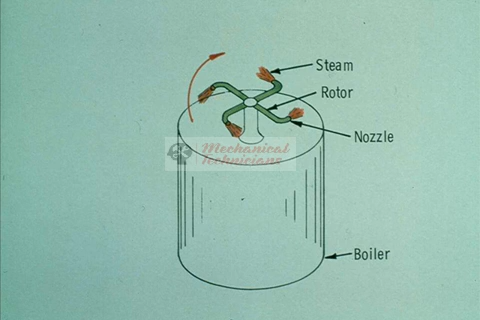 Steam
Rotor
Nozzle
Mechanical
Technicians
Boiler